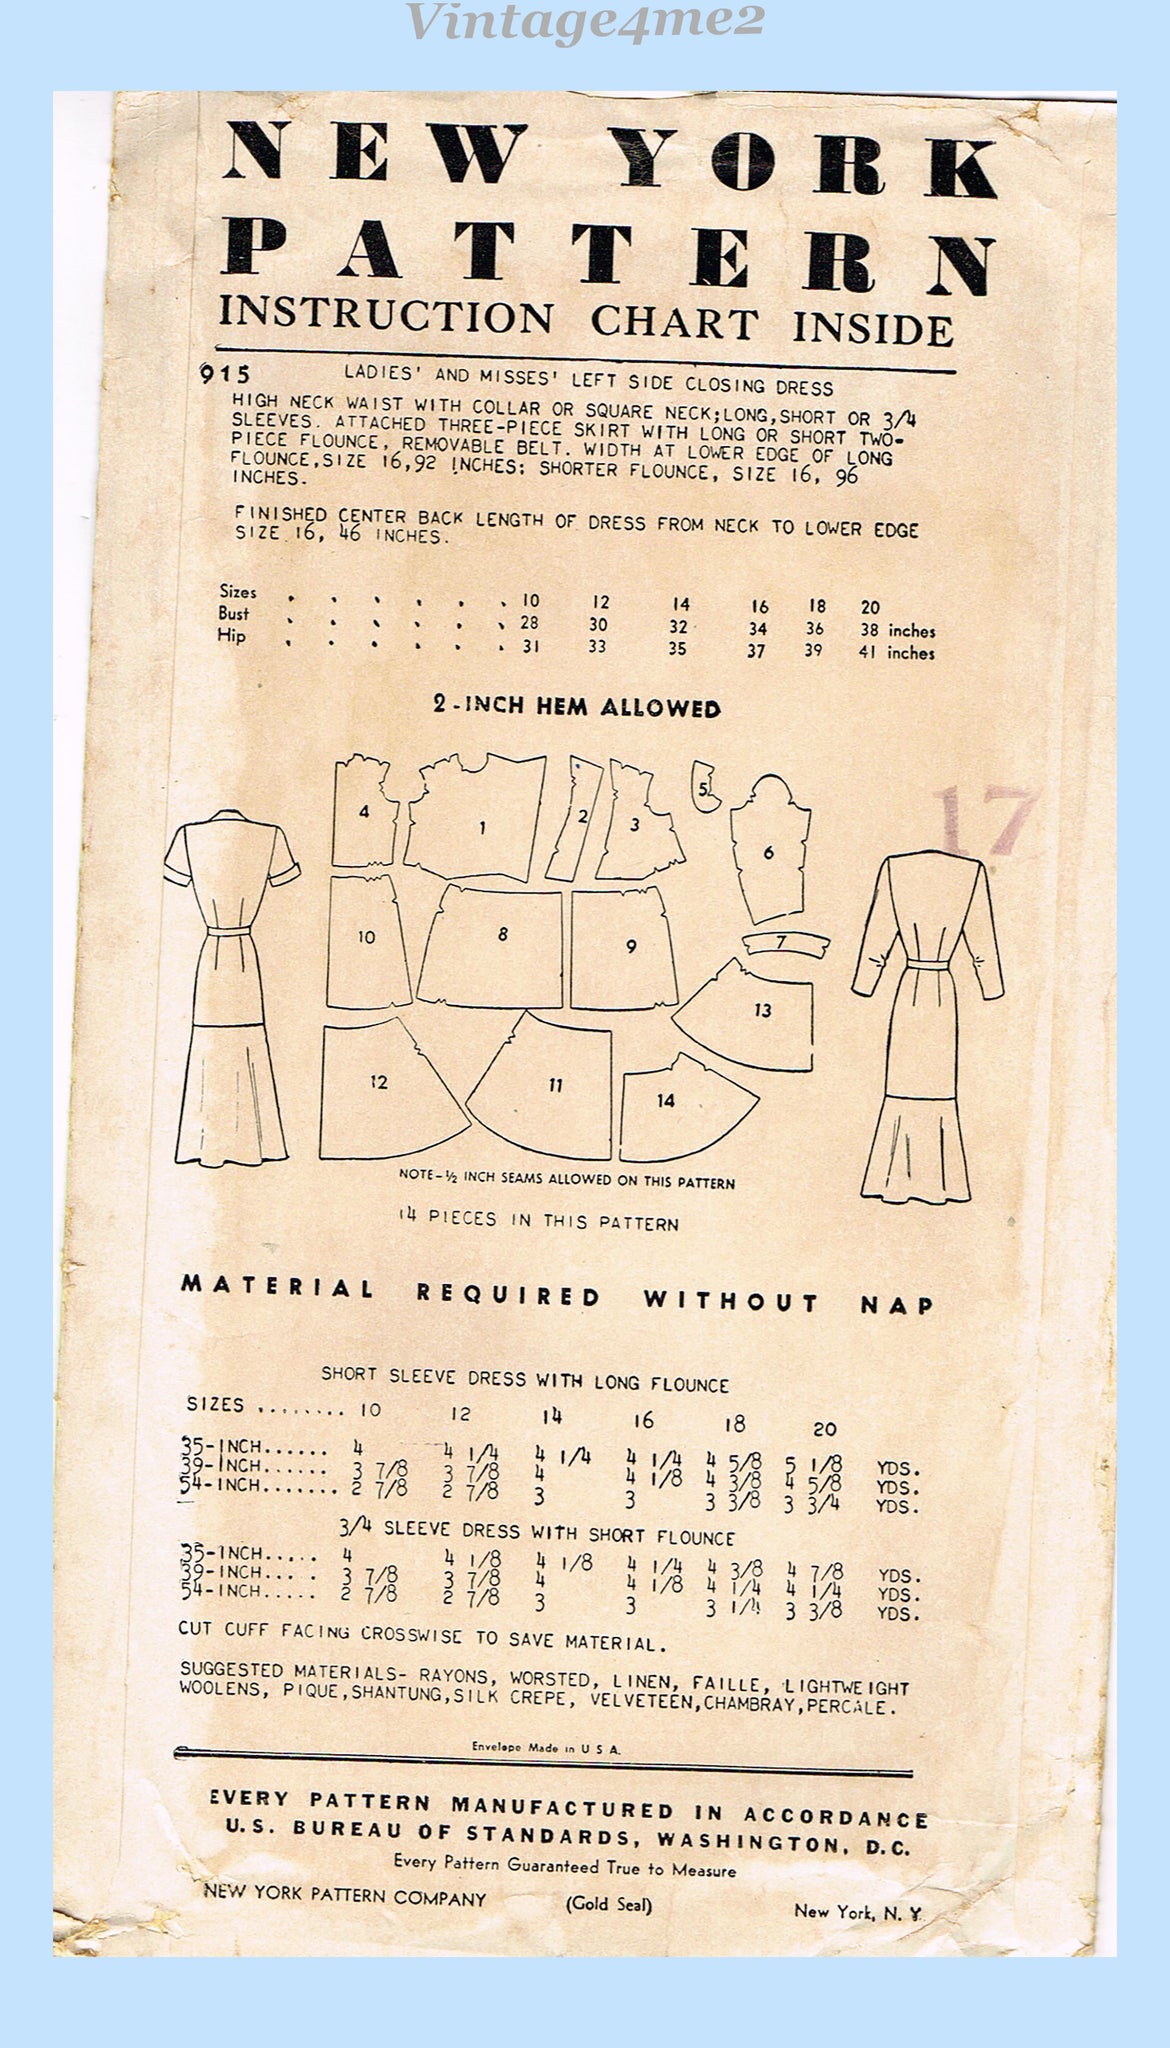 Vintage4me2
NEW YORK
PATTERN
INSTRUCTION CHART INSIDE
915 LADIES' AND MISSES' LEFT SIDE CLOSING DRESS
HIGH NECK WAIST WITH COLLAR OR SQUARE NECK;LONG,SHORT OR 3/4
SLEEVES. ATTACHED THREE-PIECE SKIRT WITH LONG OR SHORT TWO-
PIECE FLOUNCE, REMOVABLE BELT. WIDTH AT LOWER EDGE OF LONG
FLOUNCE,SIZE 16,92 INCHES: SHORTER FLOUNCE, SIZE 16, 96
INCHES.
FINISHED CENTER BACK LENGTH OF DRESS FROM NECK TO LOWER EDGE
SIZE 16, 46 INCHES.
Sizes . . . . . . 10 12 14 16 18 20
Bust . . . . . . 28 30 32 34 36 38 inches
Hip . . . . . . 31 33 35 37 39 41 inches
2-INCH HEM ALLOWED
17
4 1 2 3 5 6
10 8 9 7
13
12 11 14
NOTE-½ INCH SEAMS ALLOWED ON THIS PATTERN
14 PIECES IN THIS PATTERN
MATERIAL REQUIRED WITHOUT NAP
SHORT SLEEVE DRESS WITH LONG FLOUNCE
SIZES ........ 10 12 14 16 18 20
35-INCH...... 4 4 1/4 4 1/4 4 1/4 4 5/8 5 1/8 YDS.
39-INCH...... 3 7/8 3 7/8 4 4 1/8 4 3/8 4 5/8 YDS.
54-INCH....... 2 7/8 2 7/8 3 3 3 3/8 3 3/4 YDS.
3/4 SLEEVE DRESS WITH SHORT FLOUNCE
35-INCH..... 4 4 1/8 4 1/8 4 1/4 4 3/8 4 7/8 YDS.
39-INCH.... . 3 7/8 3 7/8 4 4 1/8 4 1/4 4 1/4 YDS.
54-INCH..... 2 7/8 2 7/8 3 3 3 1/4 3 3/8 YDS.
CUT CUFF FACING CROSSWISE TO SAVE MATERIAL.
SUGGESTED MATERIALS- RAYONS, WORSTED, LINEN, FAILLE, LIGHTWEIGHT
WOOLENS, PIQUE,SHANTUNG,SILK CREPE, VELVETEEN,CHAMBRAY,PERCALE.
Envelope Made in U S A.
EVERY PATTERN MANUFACTURED IN ACCORDANCE
U.S. BUREAU OF STANDARDS, WASHINGTON, D.C.
Every Pattern Guaranteed True to Measure
NEW YORK PATTERN COMPANY (Gold Seal) New York, N. Y.